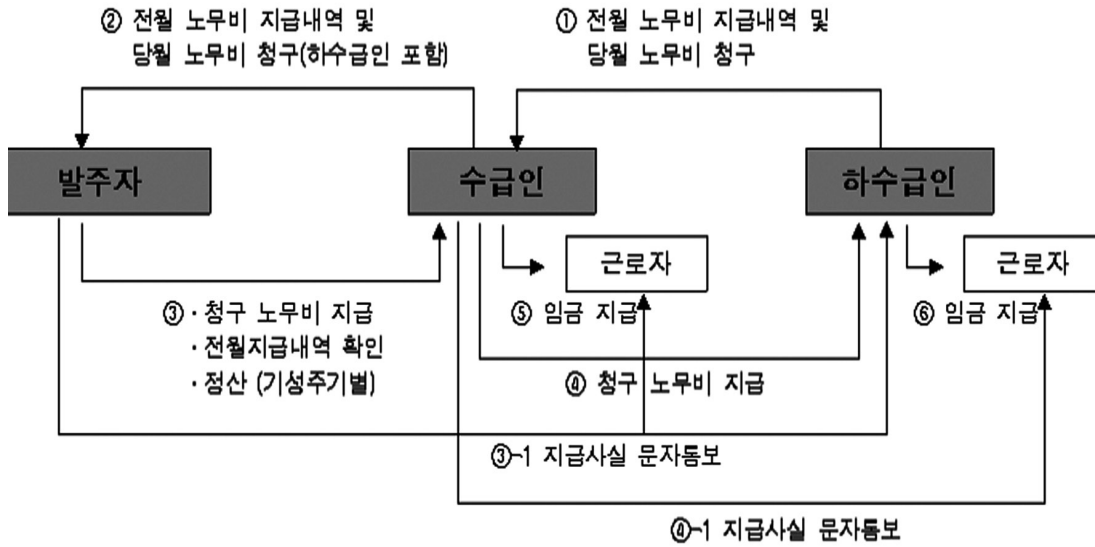 ② 전월 노무비 지급내역 및
당월 노무비 청구(하수급인 포함)
① 전월 노무비 지급내역 및
당월 노무비 청구
발주자
수급인
하수급인
근로자
근로자
③ · 청구 노무비 지급
· 전월지급내역 확인
· 정산 (기성주기별)
⑤ 임금 지급
⑥ 임금 지급
④ 청구 노무비 지급
③-1 지급사실 문자통보
④-1 지급사실 문자통보